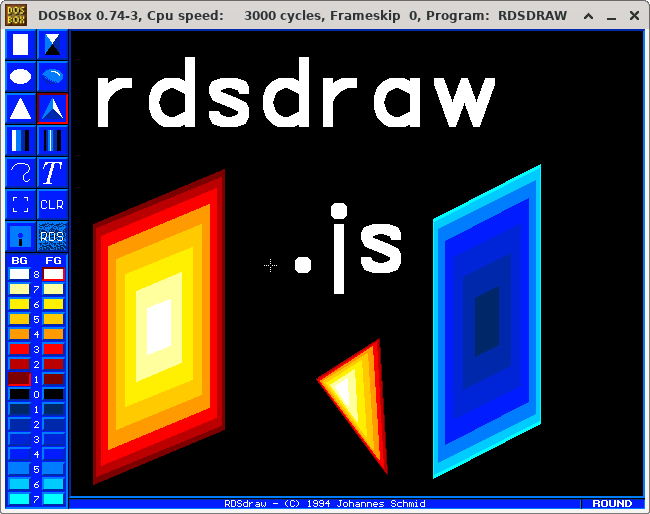 DOS
BOX
DOSBox 0.74-3, Cpu speed:     3000 cycles, Frameskip  0, Program:  RDSDRAW
rdsdraw
.js
T
CLR
i
RDS
BG FG
8
7
6
5
4
3
2
1
0
1
2
3
4
5
6
7
RDSdraw - (C) 1994 Johannes Schmid
ROUND